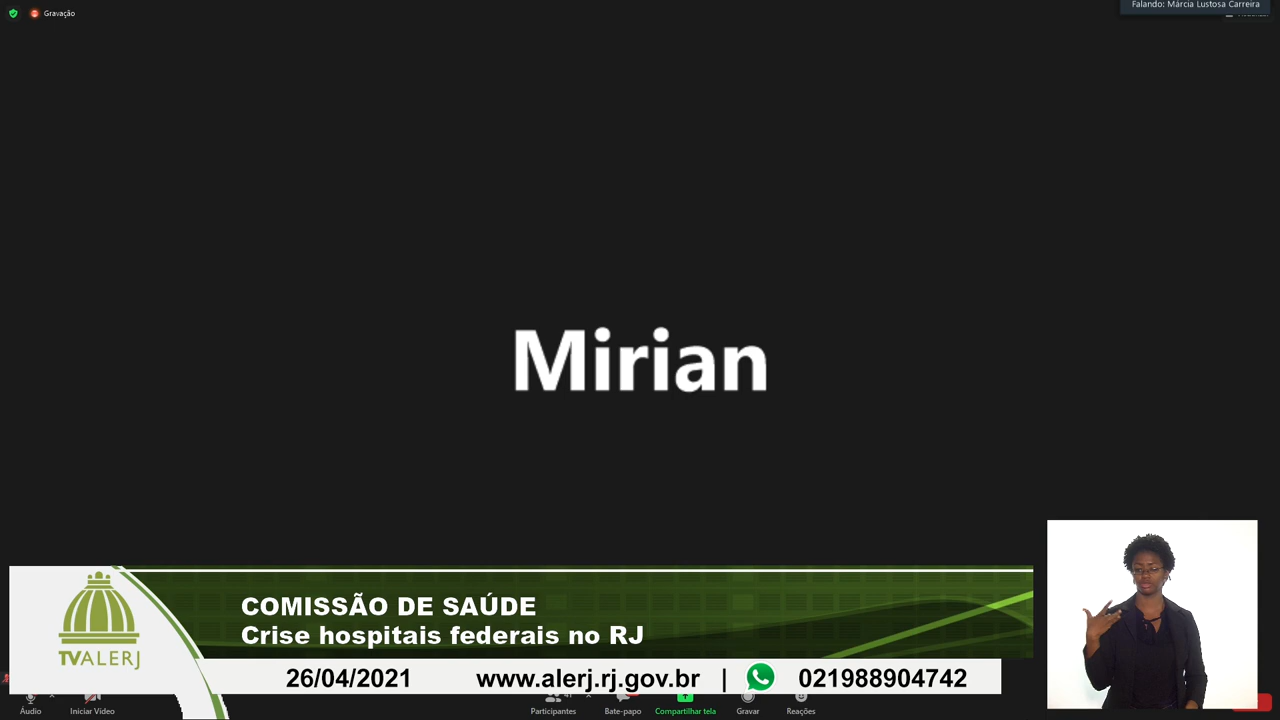 Gravação
Falando: Márcia Lustosa Carreira
Mirian
COMISSÃO DE SAÚDE
Crise hospitais federais no RJ
TVALERJ
26/04/2021 www.alerj.rj.gov.br | 021988904742
Áudio Iniciar Vídeo Participantes Bate-papo Compartilhar tela Gravar Reações